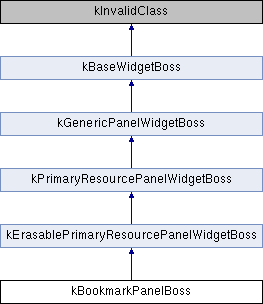 kInvalidClass
kBaseWidgetBoss
kGenericPanelWidgetBoss
kPrimaryResourcePanelWidgetBoss
kErasablePrimaryResourcePanelWidgetBoss
kBookmarkPanelBoss